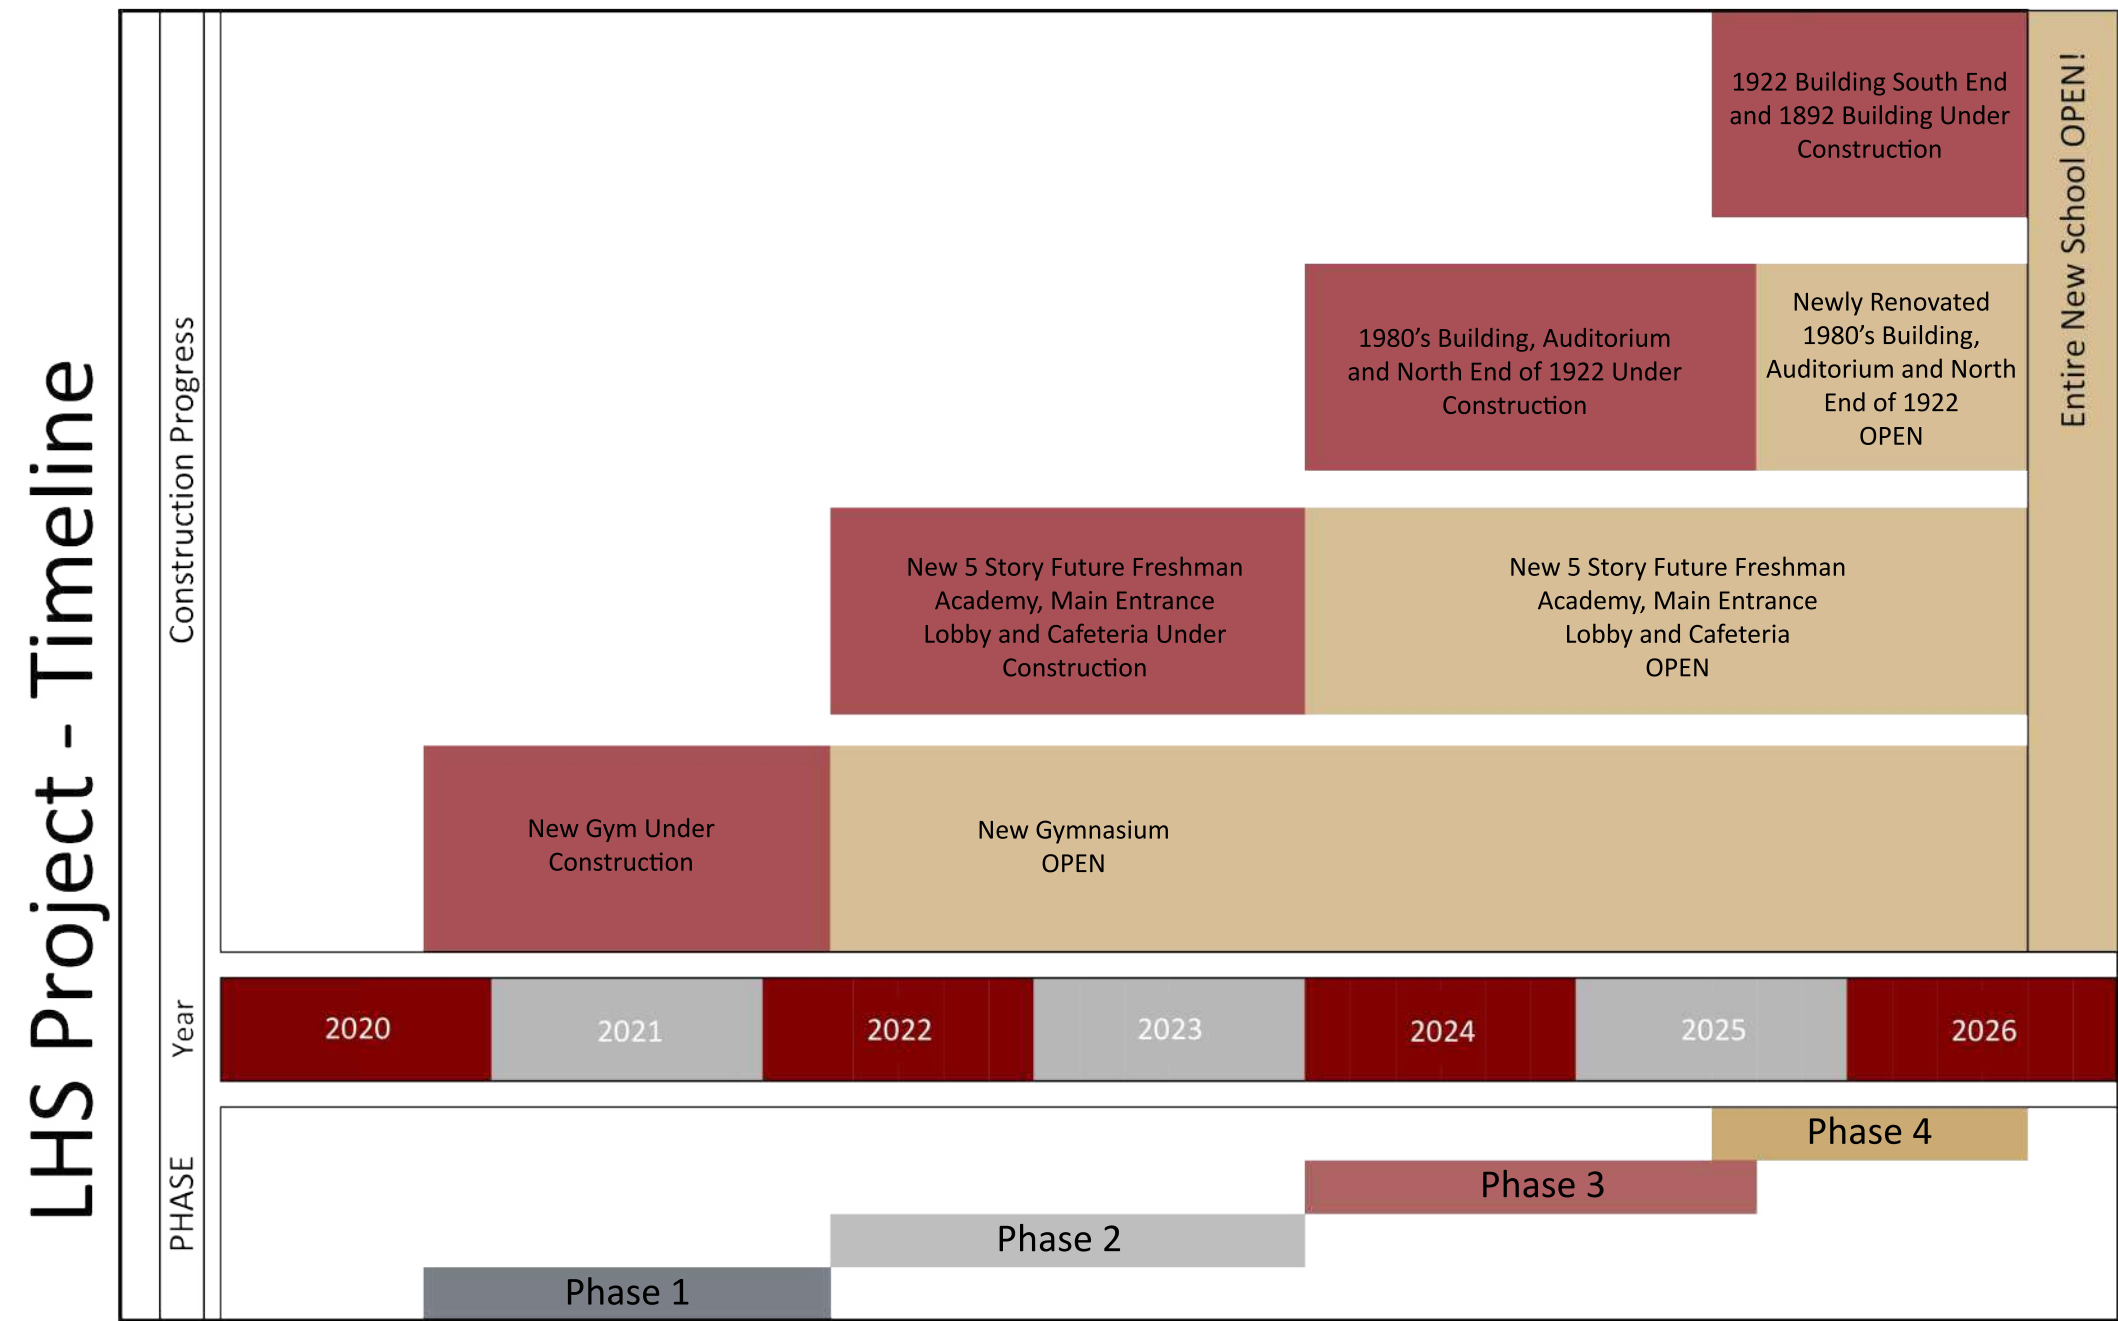 LHS Project - Timeline
Construction Progress
1922 Building South End
and 1892 Building Under
Construction
Entire New School OPEN!
1980’s Building, Auditorium
and North End of 1922 Under
Construction
Newly Renovated
1980’s Building,
Auditorium and North
End of 1922
OPEN
New 5 Story Future Freshman
Academy, Main Entrance
Lobby and Cafeteria Under
Construction
New 5 Story Future Freshman
Academy, Main Entrance
Lobby and Cafeteria
OPEN
New Gym Under
Construction
New Gymnasium
OPEN
Year
2020
2021
2022
2023
2024
2025
2026
PHASE
Phase 4
Phase 3
Phase 2
Phase 1